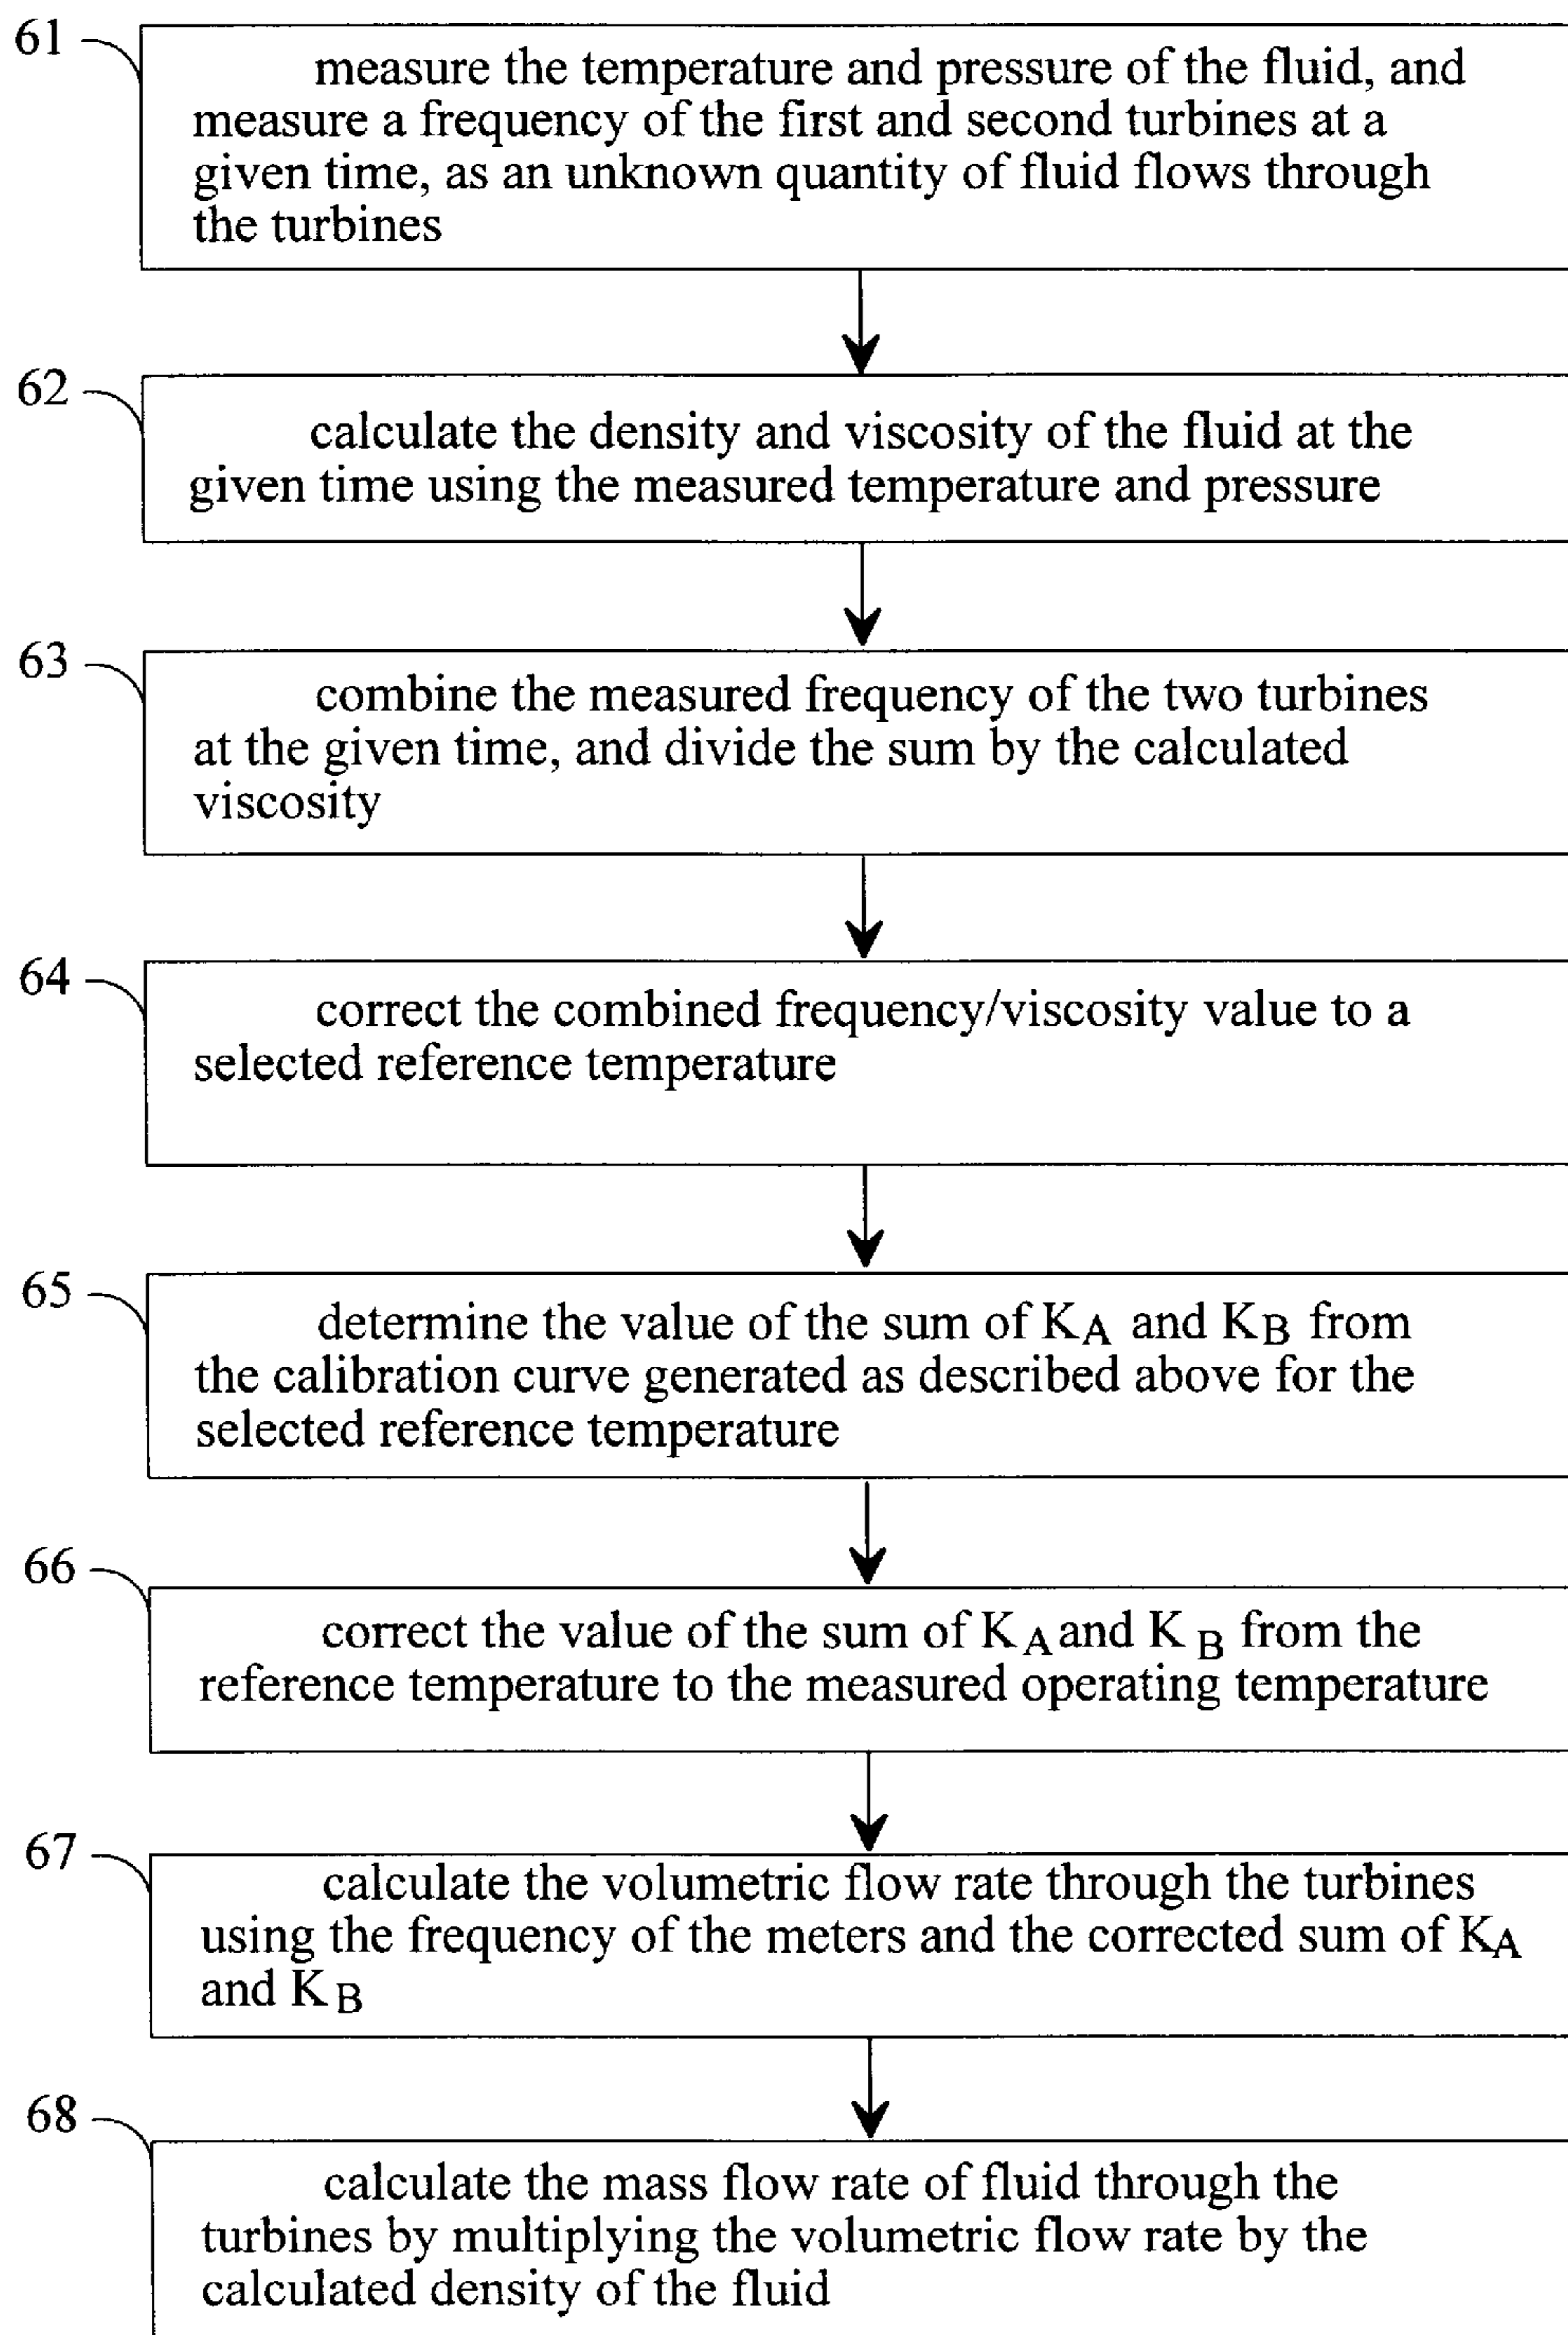 61
measure the temperature and pressure of the fluid, and
measure a frequency of the first and second turbines at a
given time, as an unknown quantity of fluid flows through
the turbines
62
calculate the density and viscosity of the fluid at the
given time using the measured temperature and pressure
63
combine the measured frequency of the two turbines
at the given time, and divide the sum by the calculated
viscosity
64
correct the combined frequency/viscosity value to a
selected reference temperature
65
determine the value of the sum of KA and KB from
the calibration curve generated as described above for the
selected reference temperature
66
correct the value of the sum of KA and KB from the
reference temperature to the measured operating temperature
67
calculate the volumetric flow rate through the turbines
using the frequency of the meters and the corrected sum of KA
and KB
68
calculate the mass flow rate of fluid through the
turbines by multiplying the volumetric flow rate by the
calculated density of the fluid